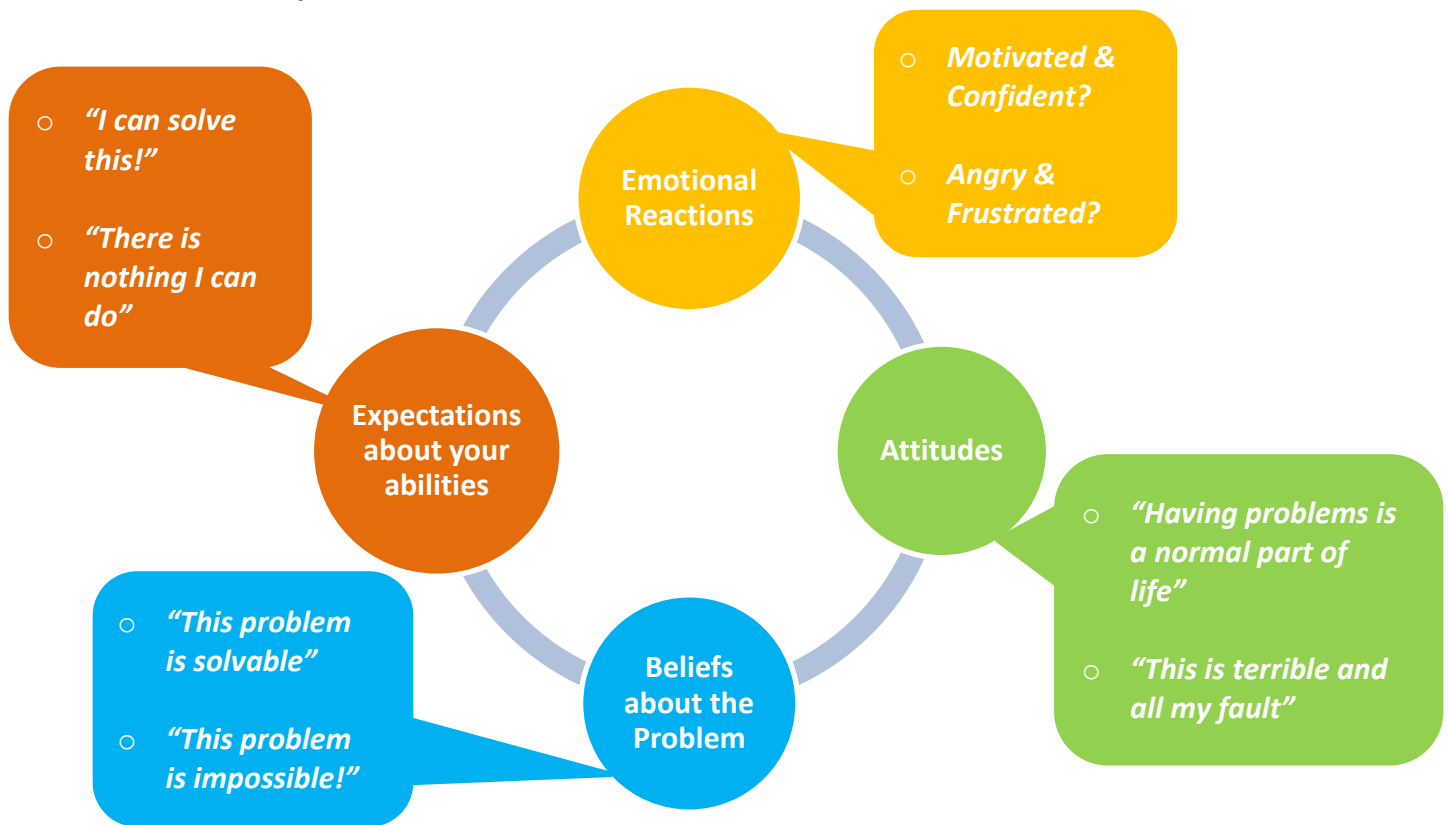 Emotional
Reactions
○ “Motivated &
Confident?
○ Angry &
Frustrated?
Attitudes
○ “Having problems is
a normal part of
life”
○ “This is terrible and
all my fault”
Beliefs
about the
Problem
○ “This problem
is solvable”
○ “This problem
is impossible!”
Expectations
about your
abilities
○ “I can solve
this!”
○ “There is
nothing I can
do”